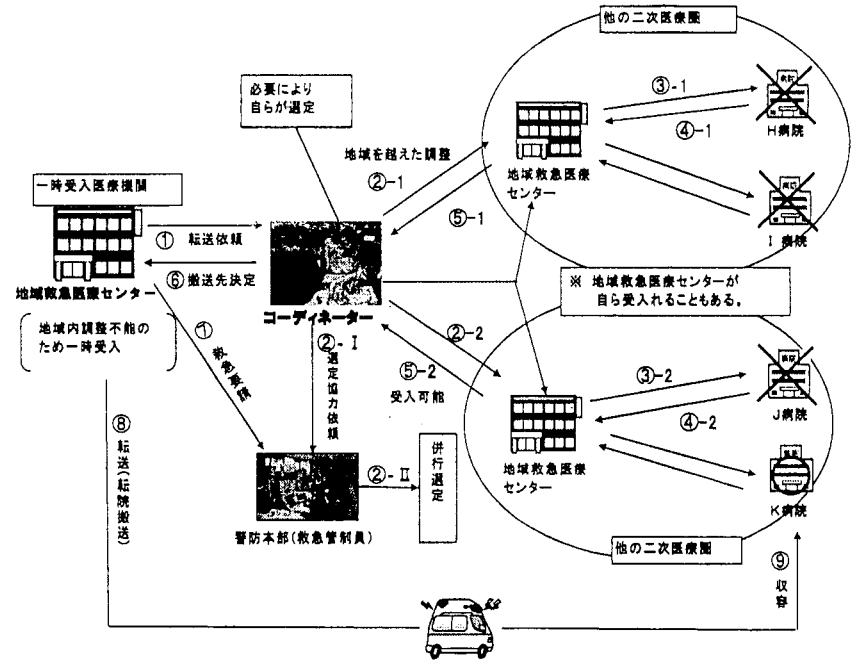 他の二次医療圏
必要により
自らが選定
③-1
④-1
H病院
地域を越えた調整
②-1
地域救急医療
センター
⑤-1
I 病院
一時受入医療機関
① 転送依頼
⑥搬送先決定
地域救急医療センター
コーディネーター
※ 地域救急医療センターが
自ら受入れることもある。
地域内調整不能の
ため一時受入
⑦ 救急要請
②-Ⅰ
選定協力依頼
②-2
⑤-2
受入可能
③-2
④-2
J病院
地域救急医療
センター
K病院
⑧ 転送(転院搬送)
②-Ⅱ
併行選定
警防本部(救急管制員)
他の二次医療圏
⑨ 収容